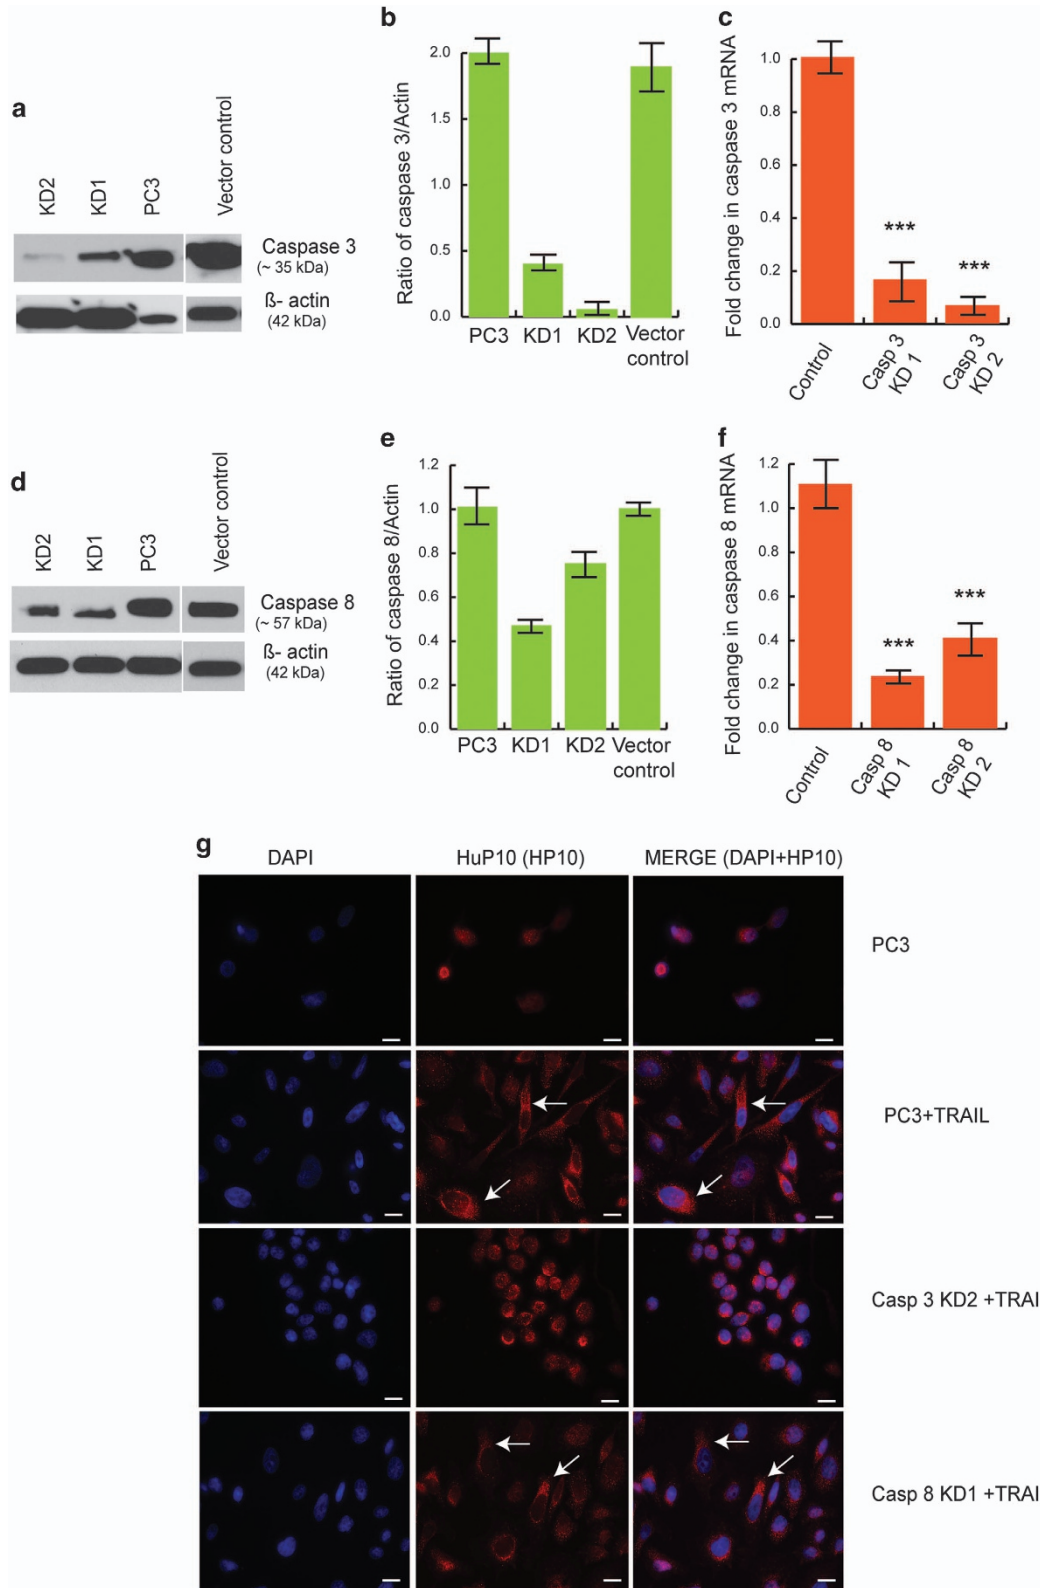 a
KD2
KD1
PC3
Vector control
Caspase 3
(~ 35 kDa)
ß- actin
(42 kDa)
b
Ratio of caspase 3/Actin
2.0
1.5
1.0
0.5
0.0
PC3
KD1
KD2
Vector
control
c
Fold change in caspase 3 mRNA
1.0
0.8
0.6
0.4
0.2
0.0
***
***
Control
Casp 3
KD 1
Casp 3
KD 2
d
KD2
KD1
PC3
Vector control
Caspase 8
(~ 57 kDa)
ß- actin
(42 kDa)
e
Ratio of caspase 8/Actin
1.2
1.0
0.8
0.6
0.4
0.2
0.0
PC3
KD1
KD2
Vector
control
f
Fold change in caspase 8 mRNA
1.2
1.0
0.8
0.6
0.4
0.2
0.0
***
***
Control
Casp 8
KD 1
Casp 8
KD 2
g
DAPI
HuP10 (HP10)
MERGE (DAPI+HP10)
PC3
PC3+TRAIL
Casp 3 KD2 +TRAI
Casp 8 KD1 +TRAI